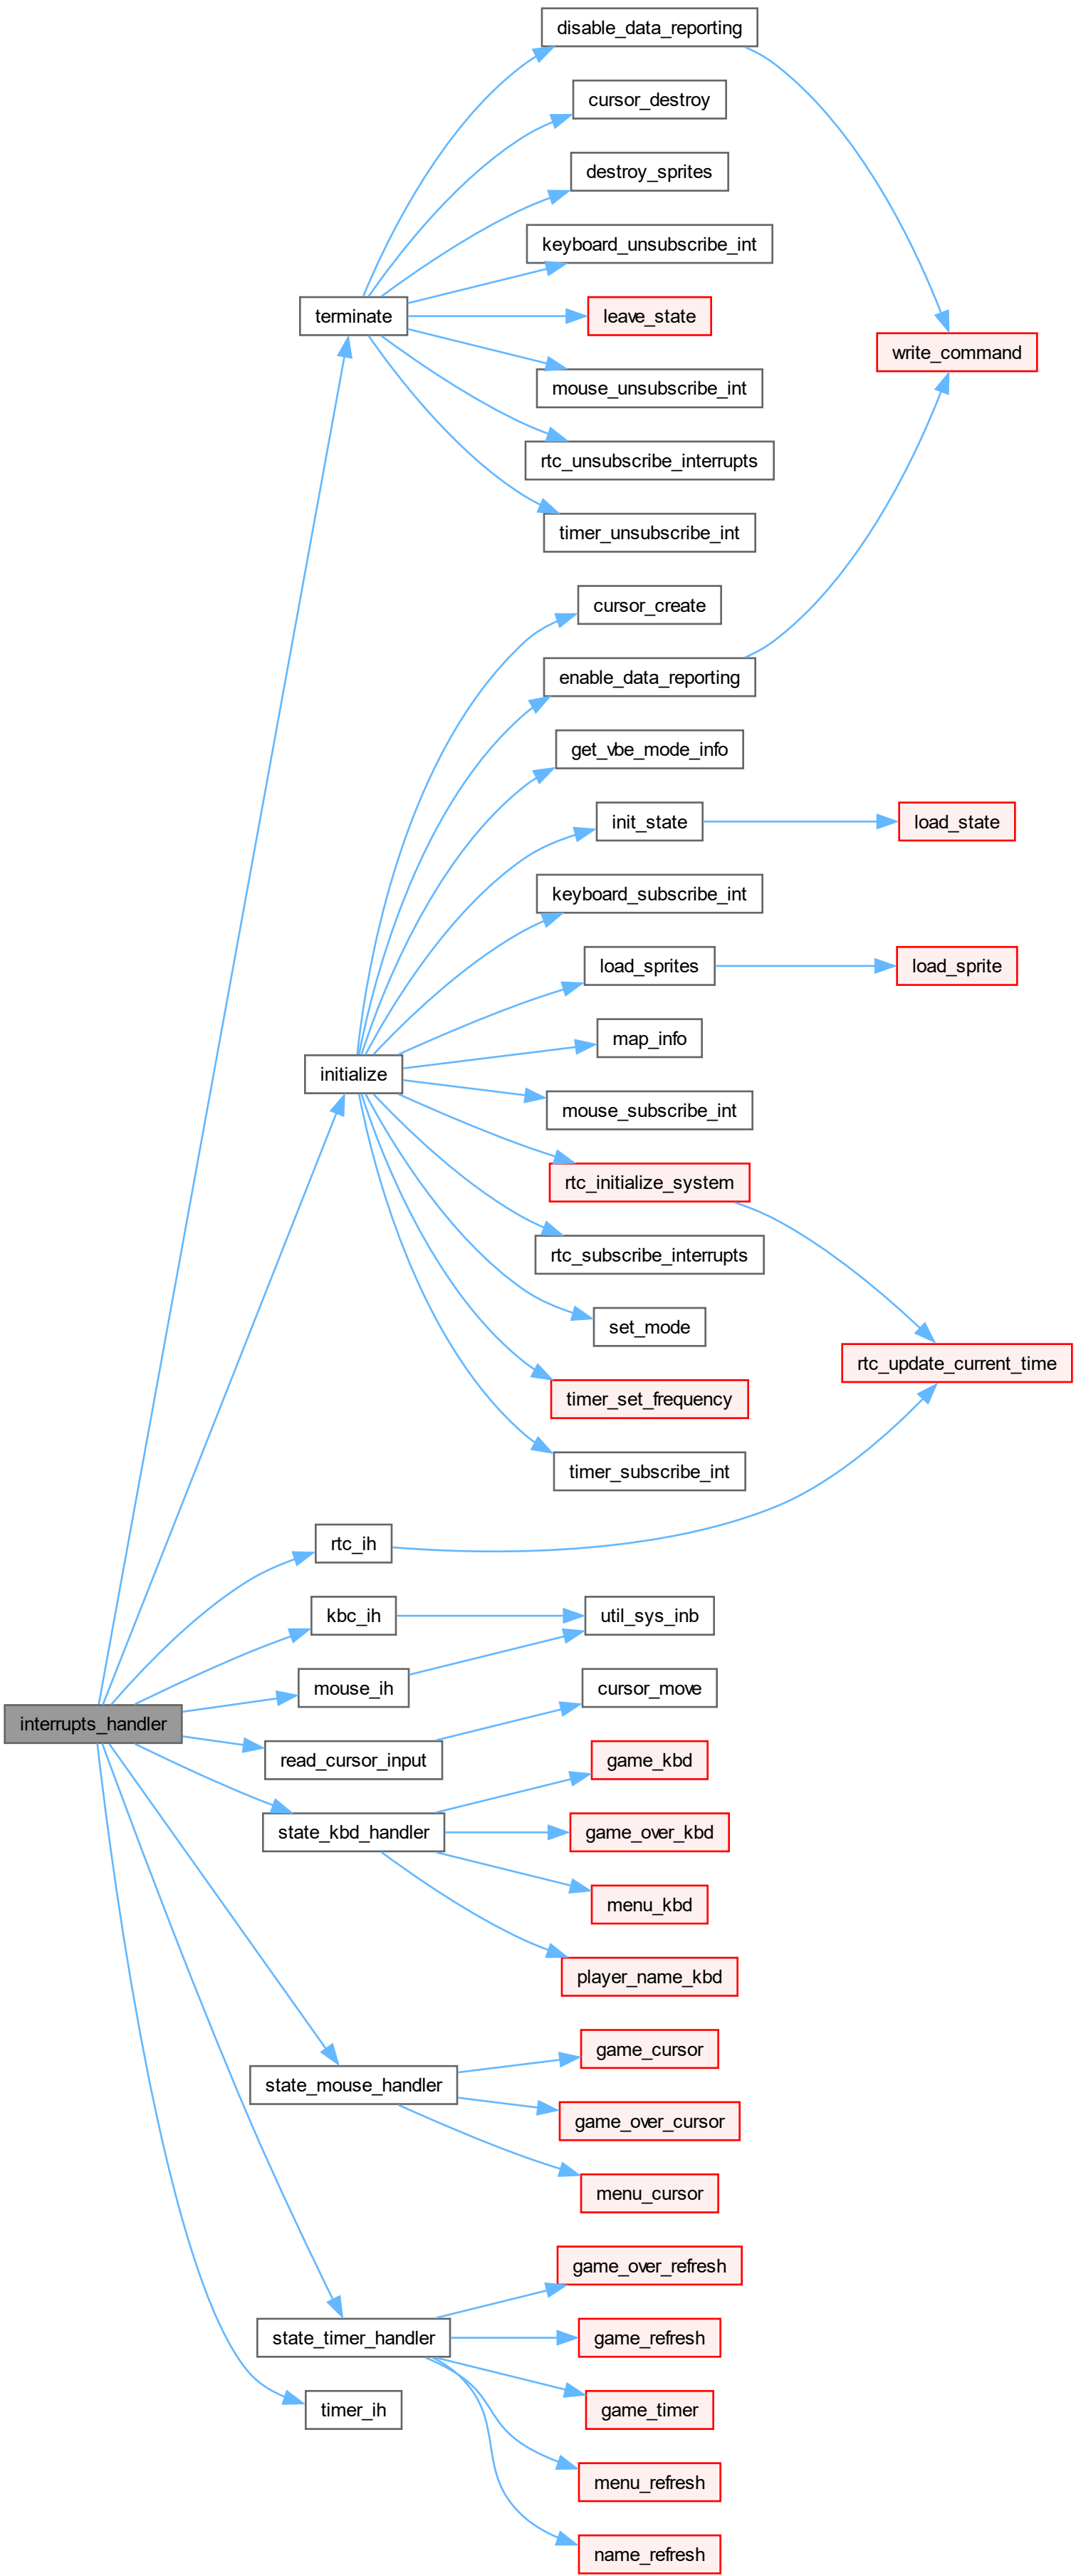 disable_data_reporting
cursor_destroy
destroy_sprites
keyboard_unsubscribe_int
terminate
leave_state
write_command
mouse_unsubscribe_int
rtc_unsubscribe_interrupts
timer_unsubscribe_int
cursor_create
enable_data_reporting
get_vbe_mode_info
init_state
load_state
keyboard_subscribe_int
load_sprites
load_sprite
map_info
initialize
mouse_subscribe_int
rtc_initialize_system
rtc_subscribe_interrupts
set_mode
rtc_update_current_time
timer_set_frequency
timer_subscribe_int
rtc_ih
kbc_ih
util_sys_inb
mouse_ih
cursor_move
interrupts_handler
read_cursor_input
game_kbd
state_kbd_handler
game_over_kbd
menu_kbd
player_name_kbd
game_cursor
state_mouse_handler
game_over_cursor
menu_cursor
game_over_refresh
state_timer_handler
game_refresh
timer_ih
game_timer
menu_refresh
name_refresh